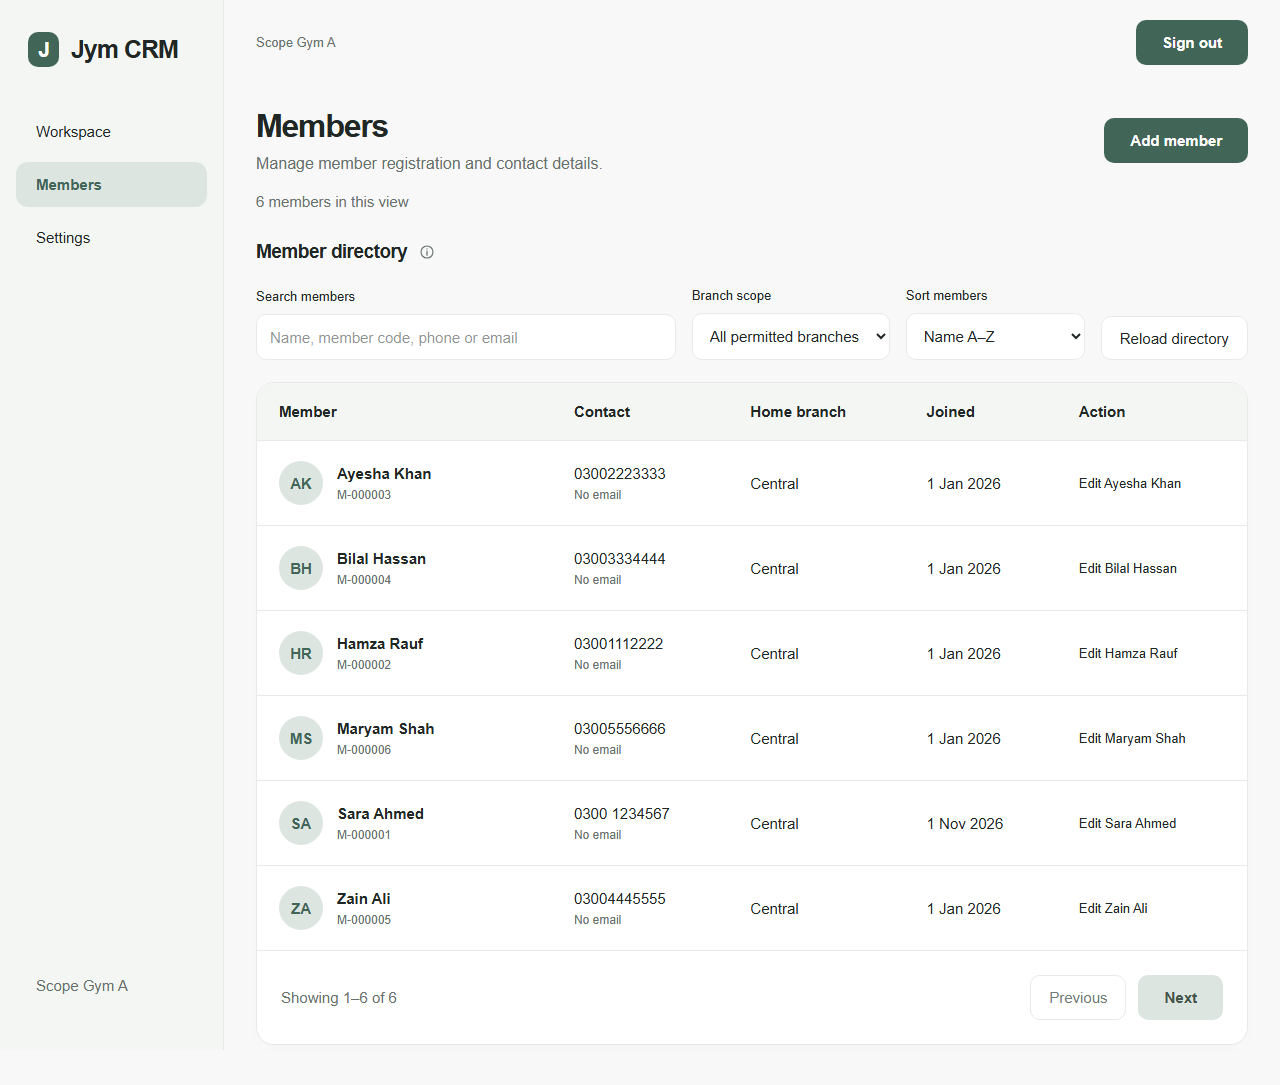 J Jym CRM
Scope Gym A
Sign out
Workspace
Members
Settings
Members
Manage member registration and contact details.
6 members in this view
Add member
Member directory
Search members
Name, member code, phone or email
Branch scope
All permitted branches
Sort members
Name A–Z
Reload directory
Member Contact Home branch Joined Action
AK Ayesha Khan 03002223333 Central 1 Jan 2026 Edit Ayesha Khan
M-000003 No email
BH Bilal Hassan 03003334444 Central 1 Jan 2026 Edit Bilal Hassan
M-000004 No email
HR Hamza Rauf 03001112222 Central 1 Jan 2026 Edit Hamza Rauf
M-000002 No email
MS Maryam Shah 03005556666 Central 1 Jan 2026 Edit Maryam Shah
M-000006 No email
SA Sara Ahmed 0300 1234567 Central 1 Nov 2026 Edit Sara Ahmed
M-000001 No email
ZA Zain Ali 03004445555 Central 1 Jan 2026 Edit Zain Ali
M-000005 No email
Scope Gym A
Showing 1–6 of 6
Previous
Next